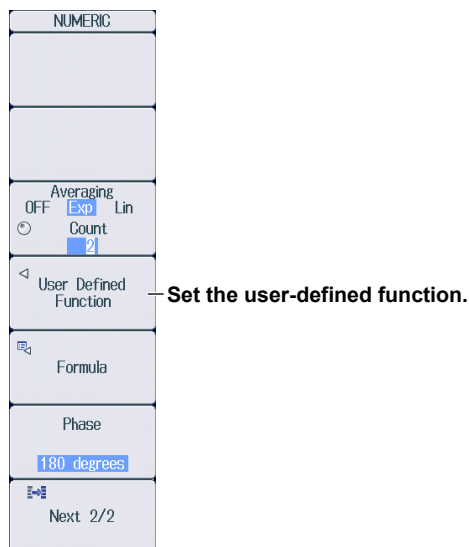 NUMERIC
Averaging
OFF Exp Lin
Count
2
User Defined
Function
Set the user-defined function.
Formula
Phase
180 degrees
Next 2/2